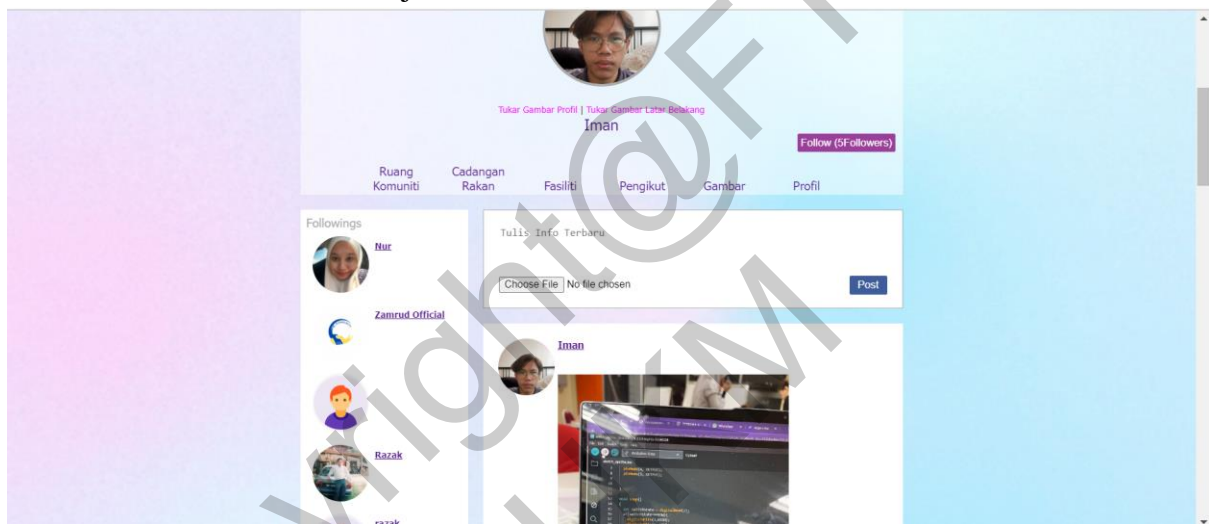 Tukar Gambar Profil | Tukar Gambar Latar Belakang
Iman
Follow (5Followers)
Ruang Komuniti
Cadangan Rakan
Fasiliti
Pengikut
Gambar
Profil
Followings
Nur
Zamrud Official
Razak
razak
Tulis Info Terbaru
Choose File No file chosen
Post
Iman